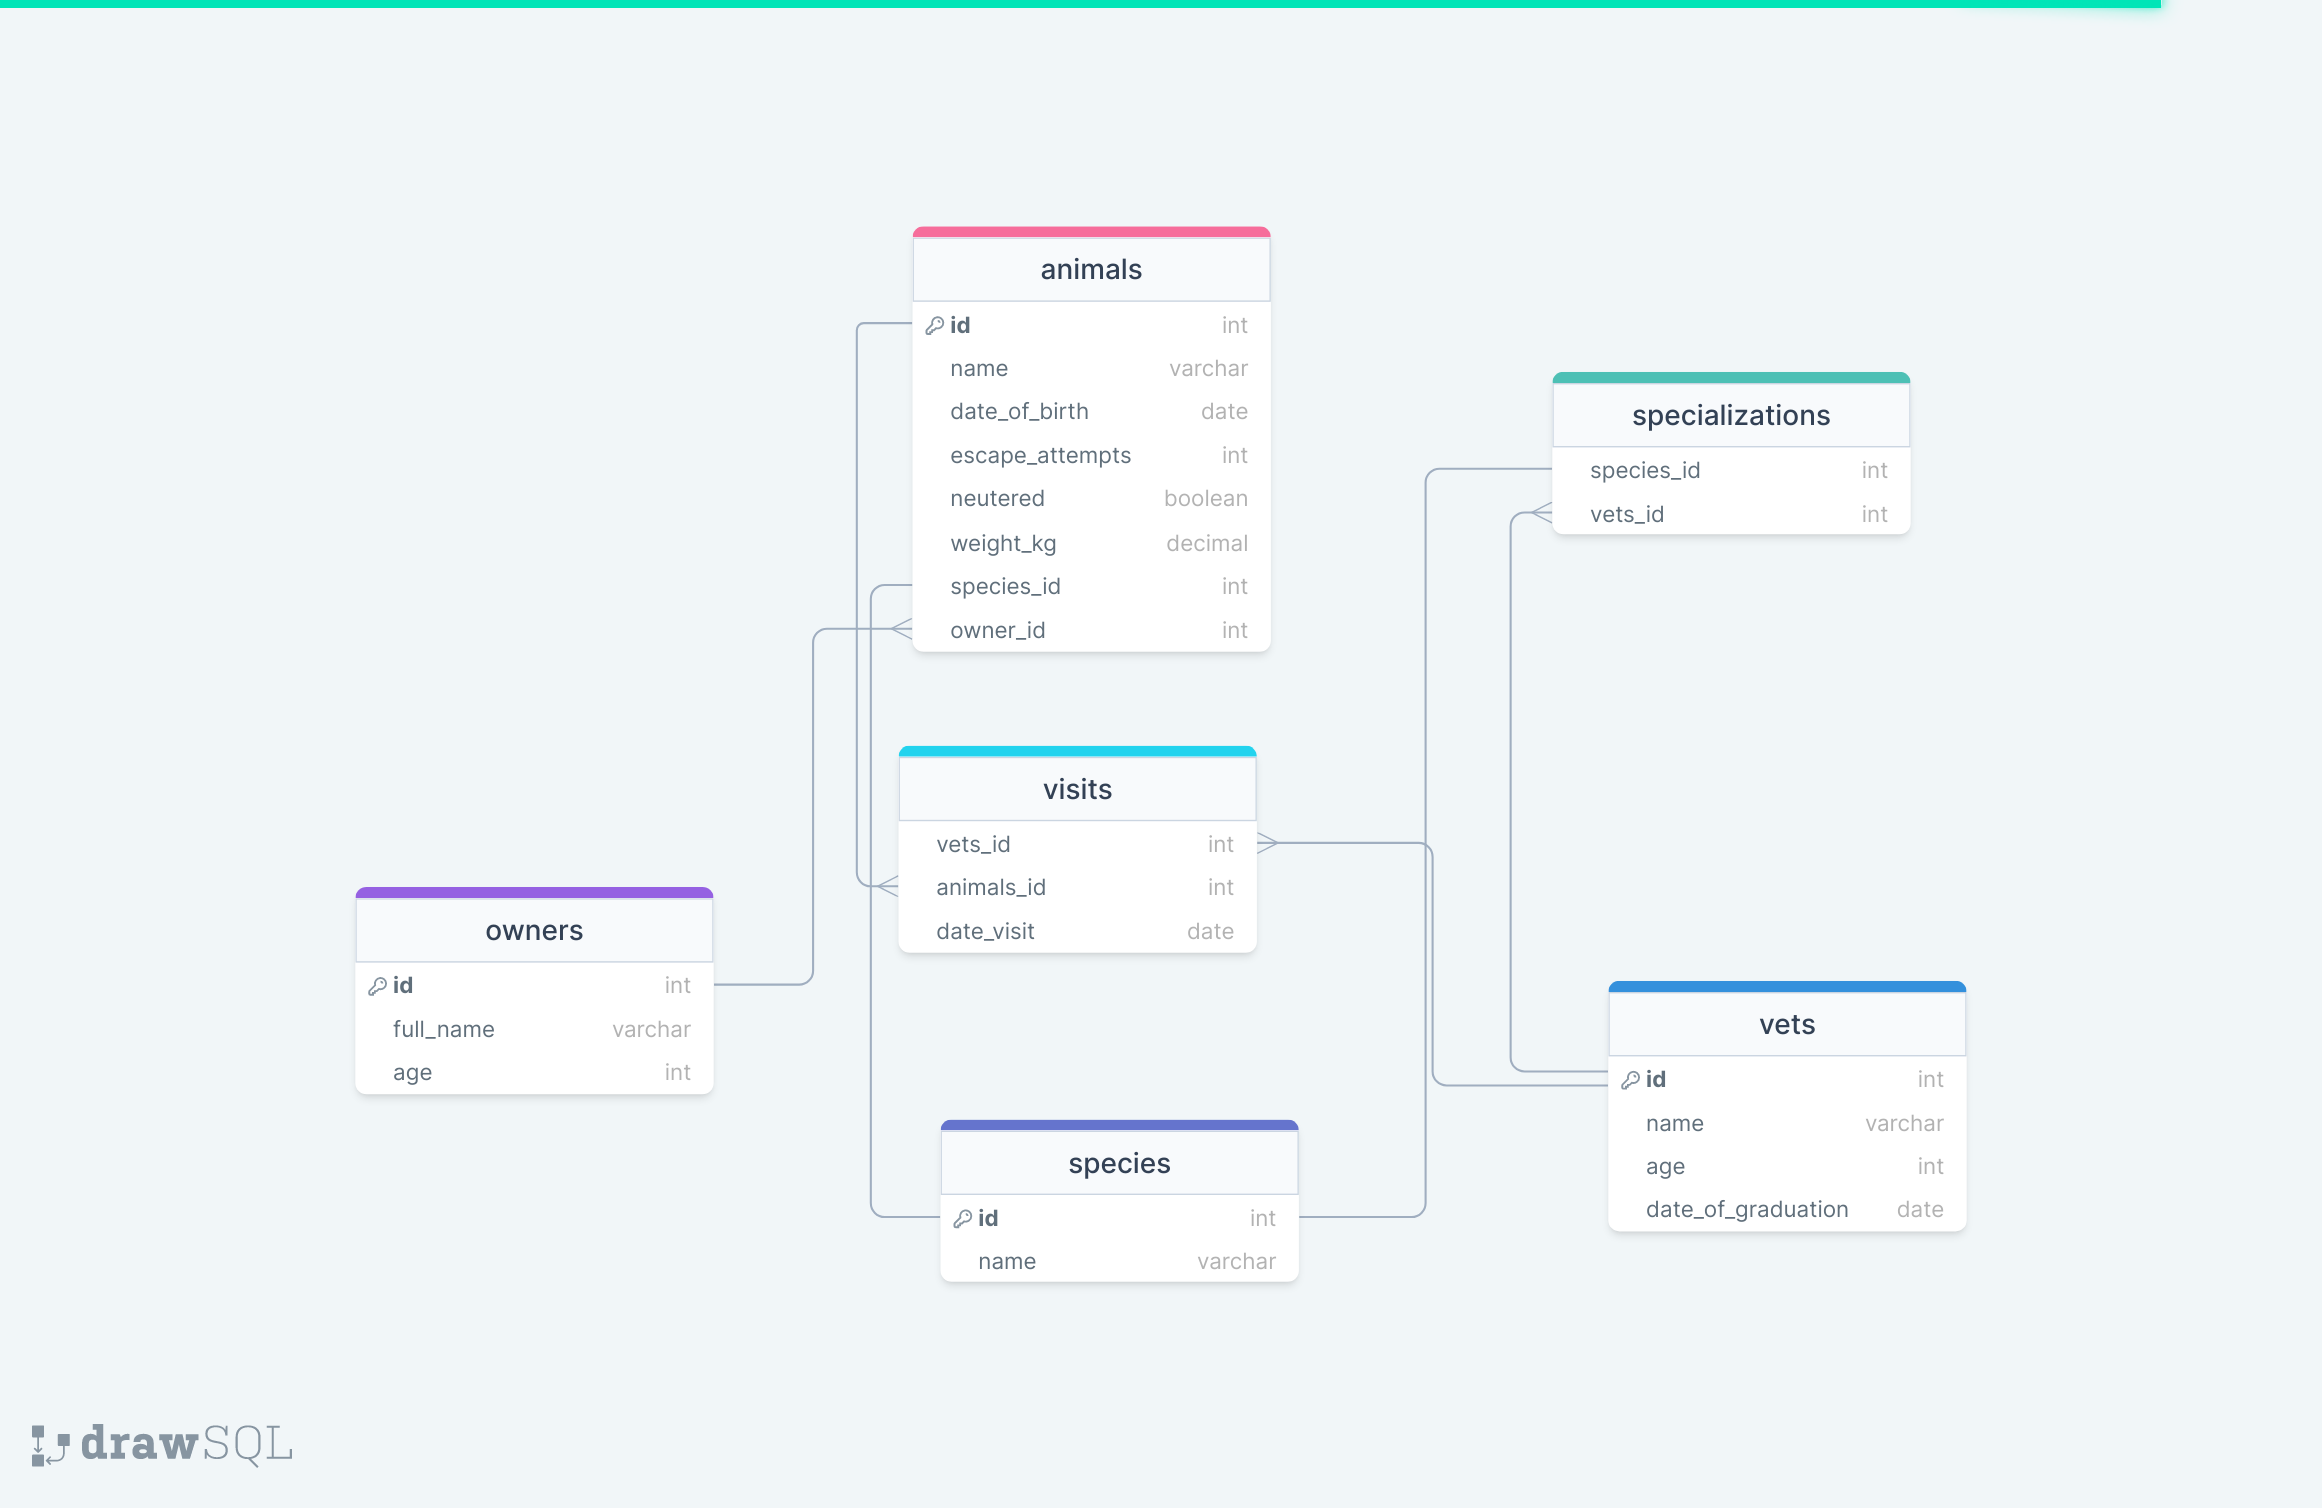 animals
id int
name varchar
date_of_birth date
escape_attempts int
neutered boolean
weight_kg decimal
species_id int
owner_id int
specializations
species_id int
vets_id int
visits
vets_id int
animals_id int
date_visit date
owners
id int
full_name varchar
age int
vets
id int
name varchar
age int
date_of_graduation date
species
id int
name varchar
drawSQL